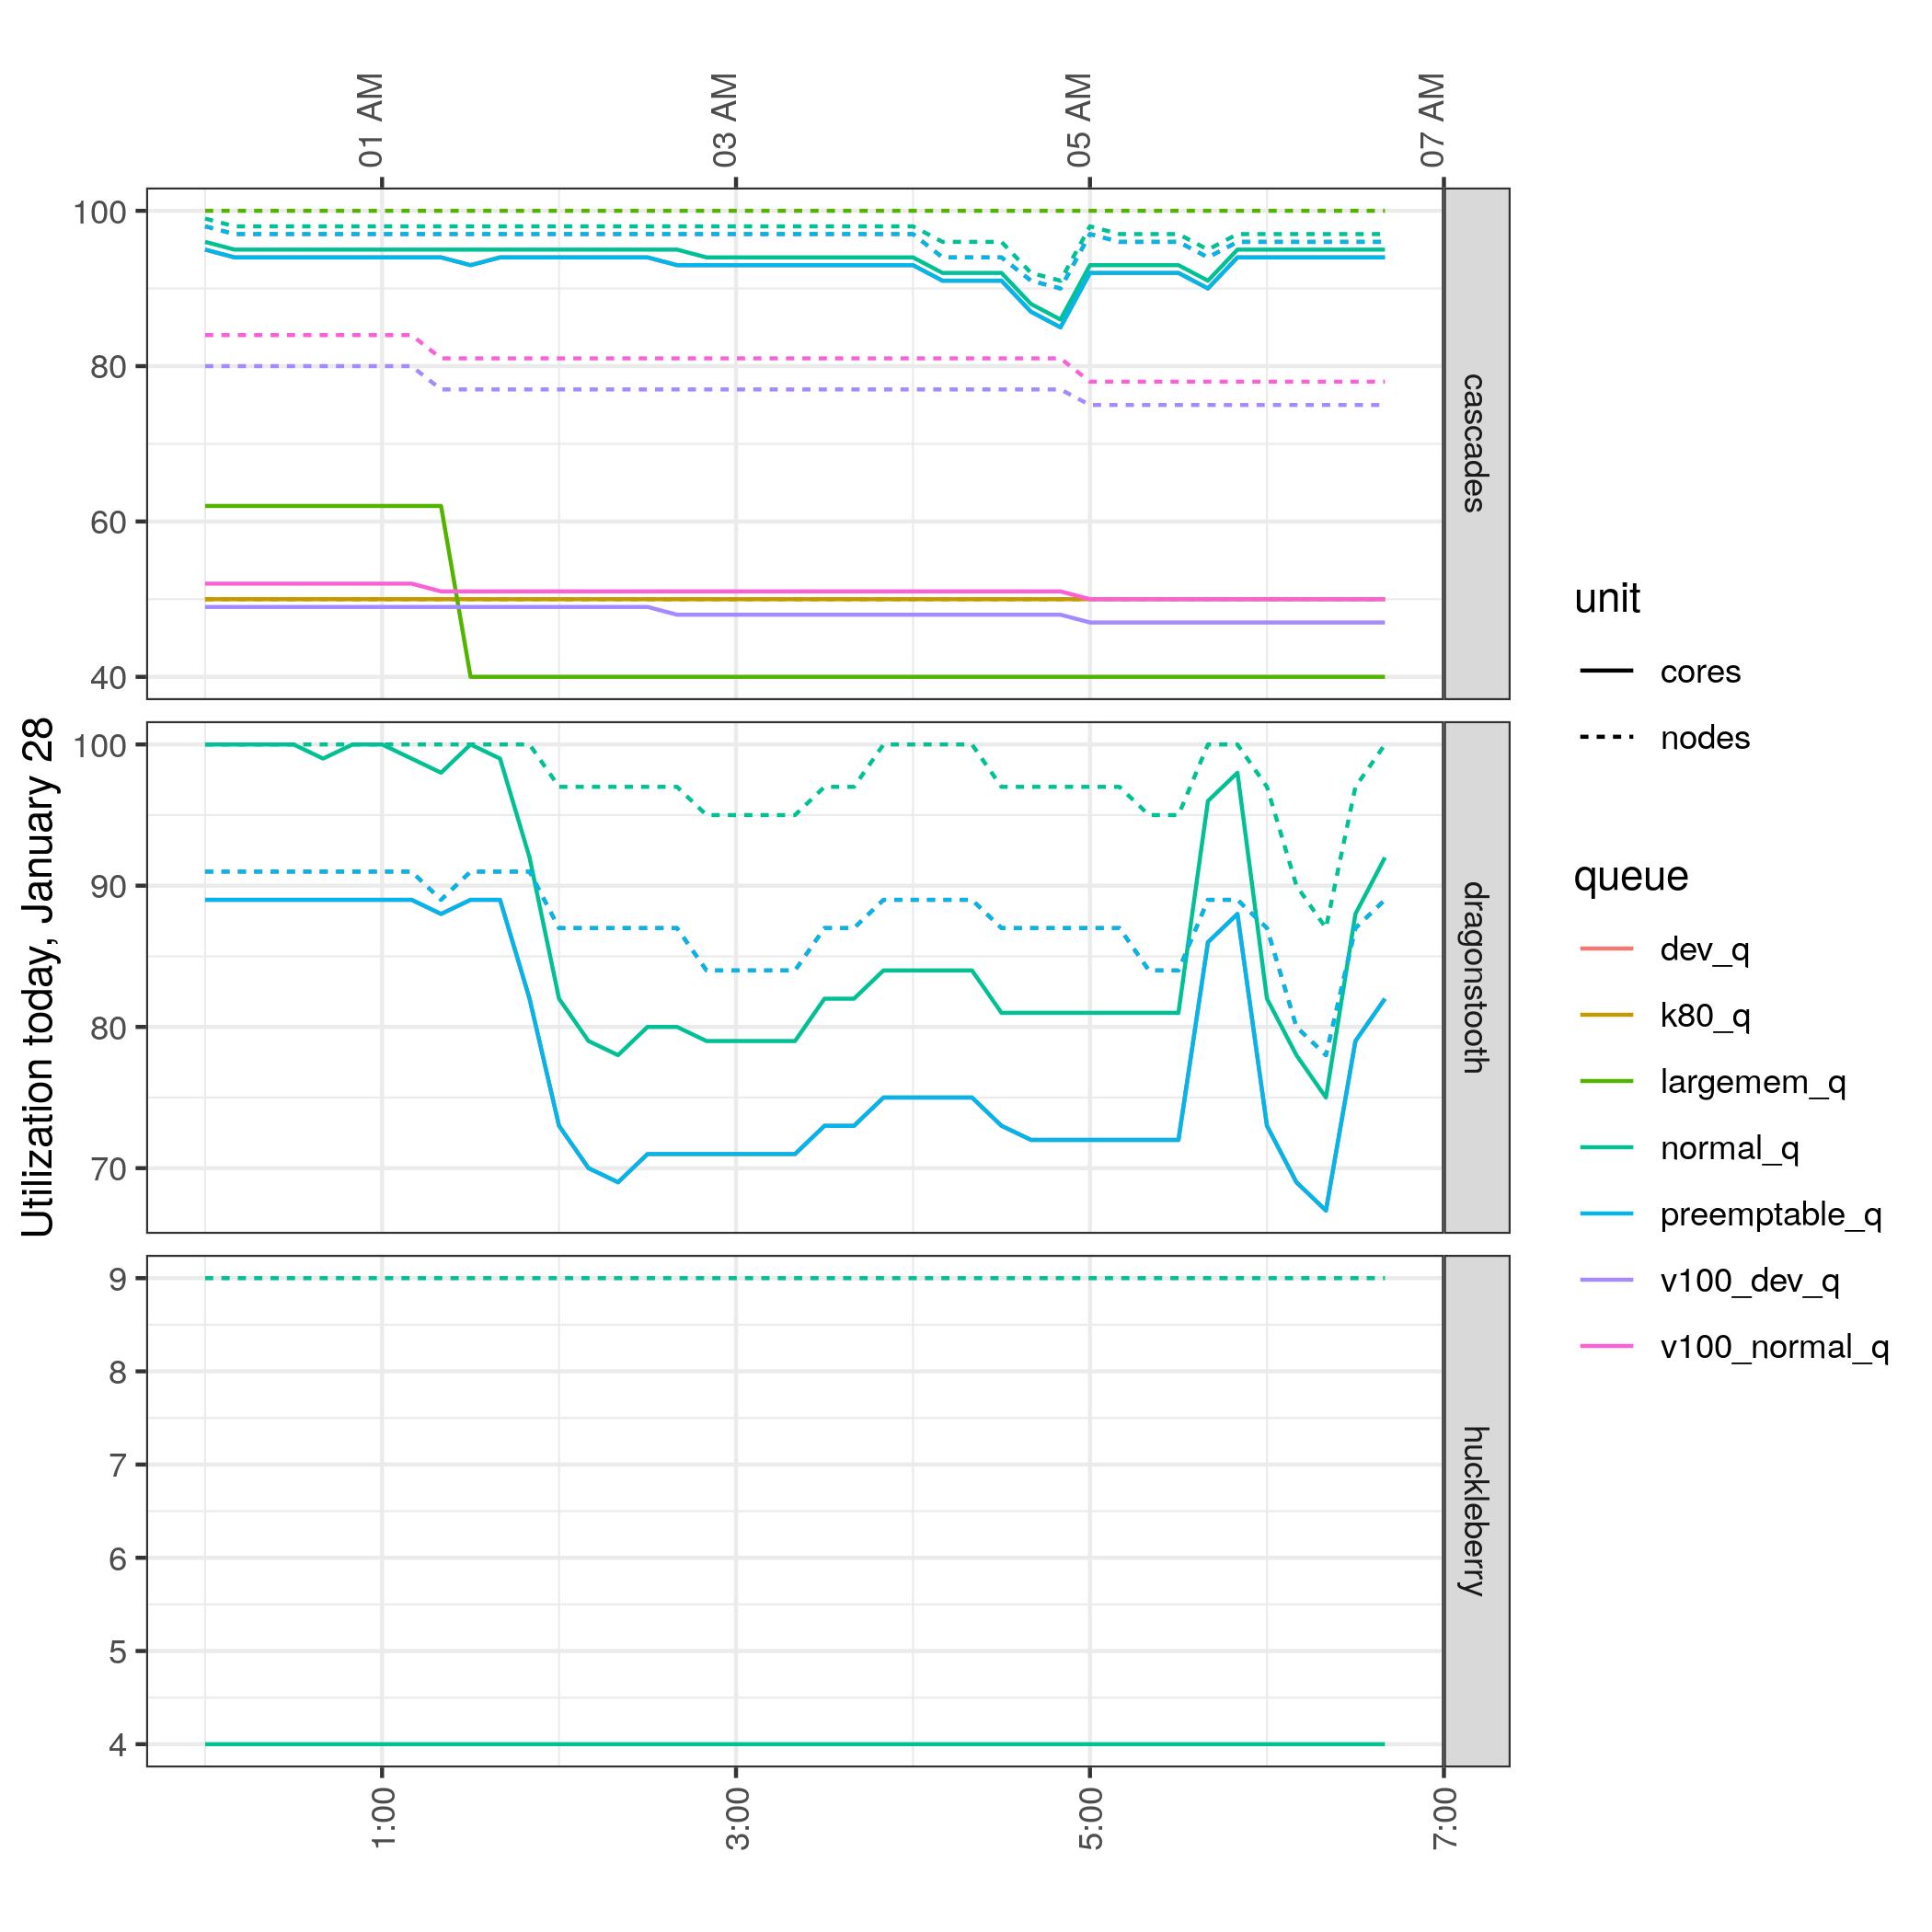 01 AM
03 AM
05 AM
07 AM
Utilization today, January 28
100
80
60
40
cascades
100
90
80
70
dragonstooth
9
8
7
6
5
4
huckleberry
1:00
3:00
5:00
7:00
unit
cores
nodes
queue
dev_q
k80_q
largemem_q
normal_q
preemptable_q
v100_dev_q
v100_normal_q